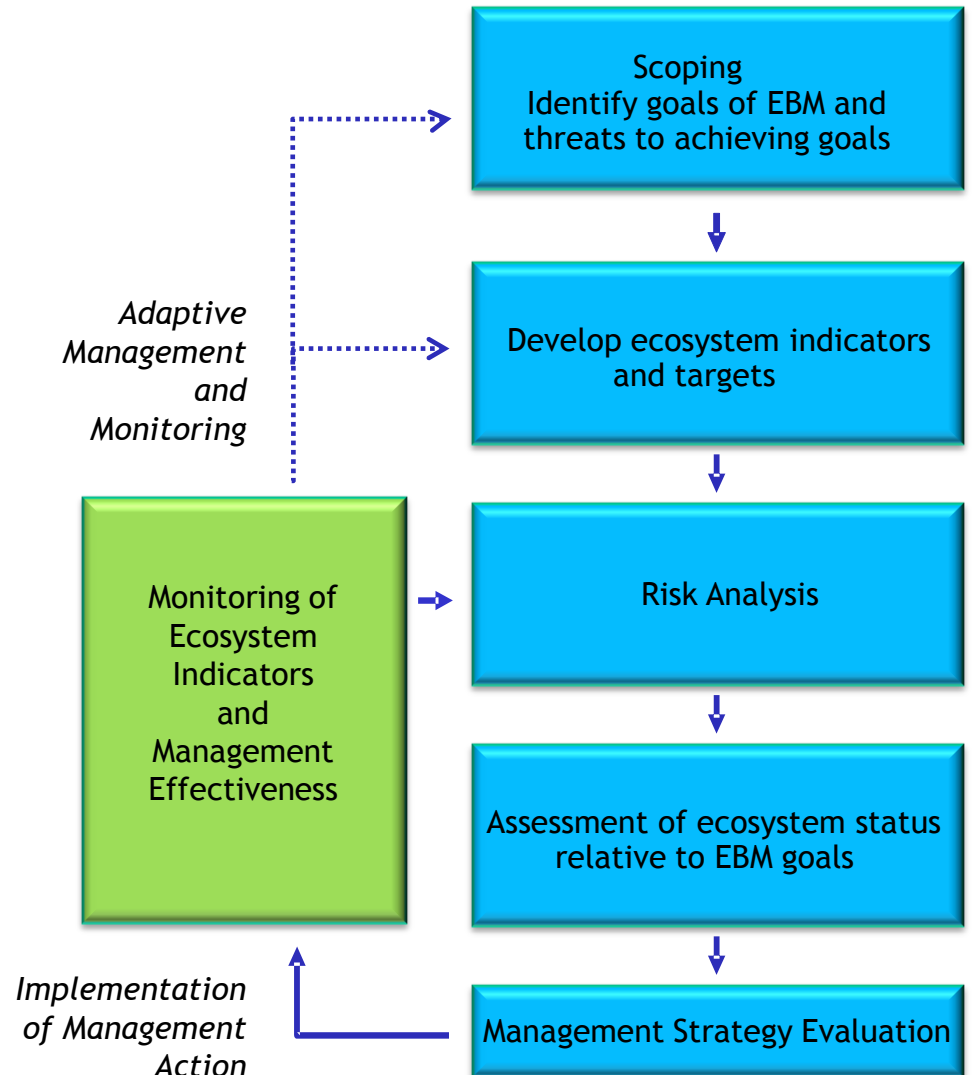 Scoping
Identify goals of EBM and
threats to achieving goals
Adaptive
Management
and
Monitoring
Develop ecosystem indicators
and targets
Monitoring of
Ecosystem
Indicators
and
Management
Effectiveness
Risk Analysis
Assessment of ecosystem status
relative to EBM goals
Implementation
of Management
Action
Management Strategy Evaluation